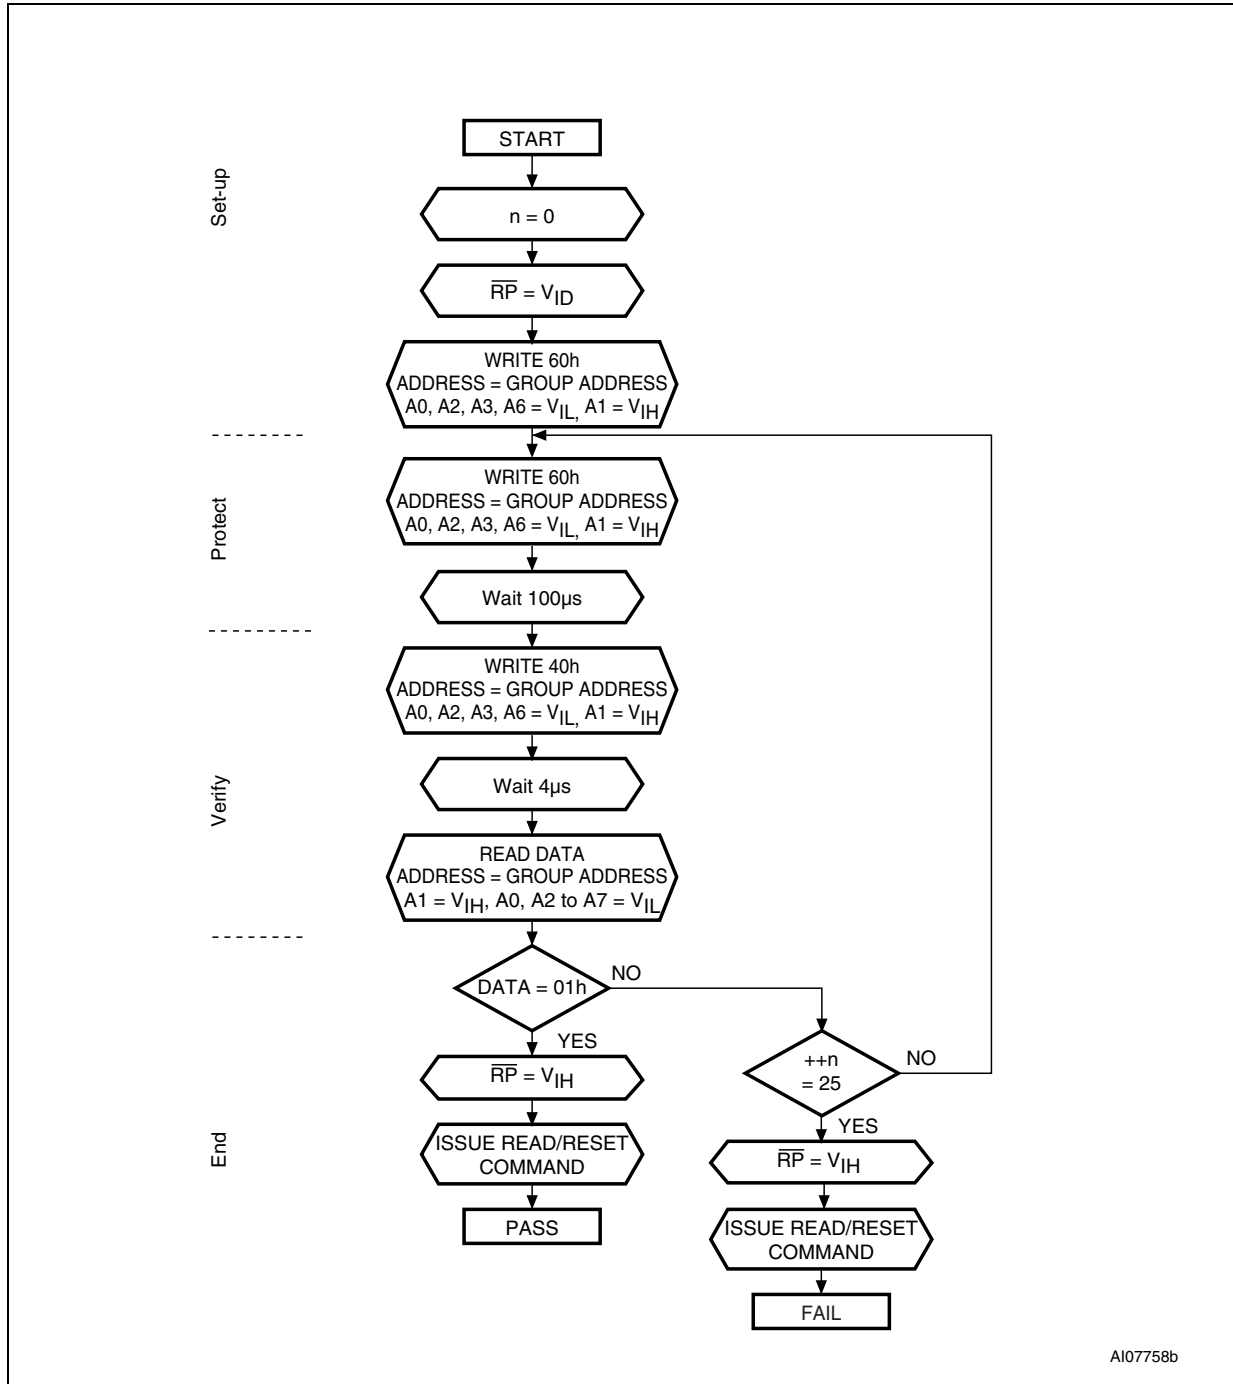 Set-up
START
n = 0
R̅P̅ = VID
WRITE 60h
ADDRESS = GROUP ADDRESS
A0, A2, A3, A6 = VIL, A1 = VIH
Protect
WRITE 60h
ADDRESS = GROUP ADDRESS
A0, A2, A3, A6 = VIL, A1 = VIH
Wait 100µs
Verify
WRITE 40h
ADDRESS = GROUP ADDRESS
A0, A2, A3, A6 = VIL, A1 = VIH
Wait 4µs
READ DATA
ADDRESS = GROUP ADDRESS
A1 = VIH, A0, A2 to A7 = VIL
End
DATA = 01h
NO
YES
R̅P̅ = VIH
ISSUE READ/RESET
COMMAND
PASS
++n
= 25
NO
YES
R̅P̅ = VIH
ISSUE READ/RESET
COMMAND
FAIL
AI07758b